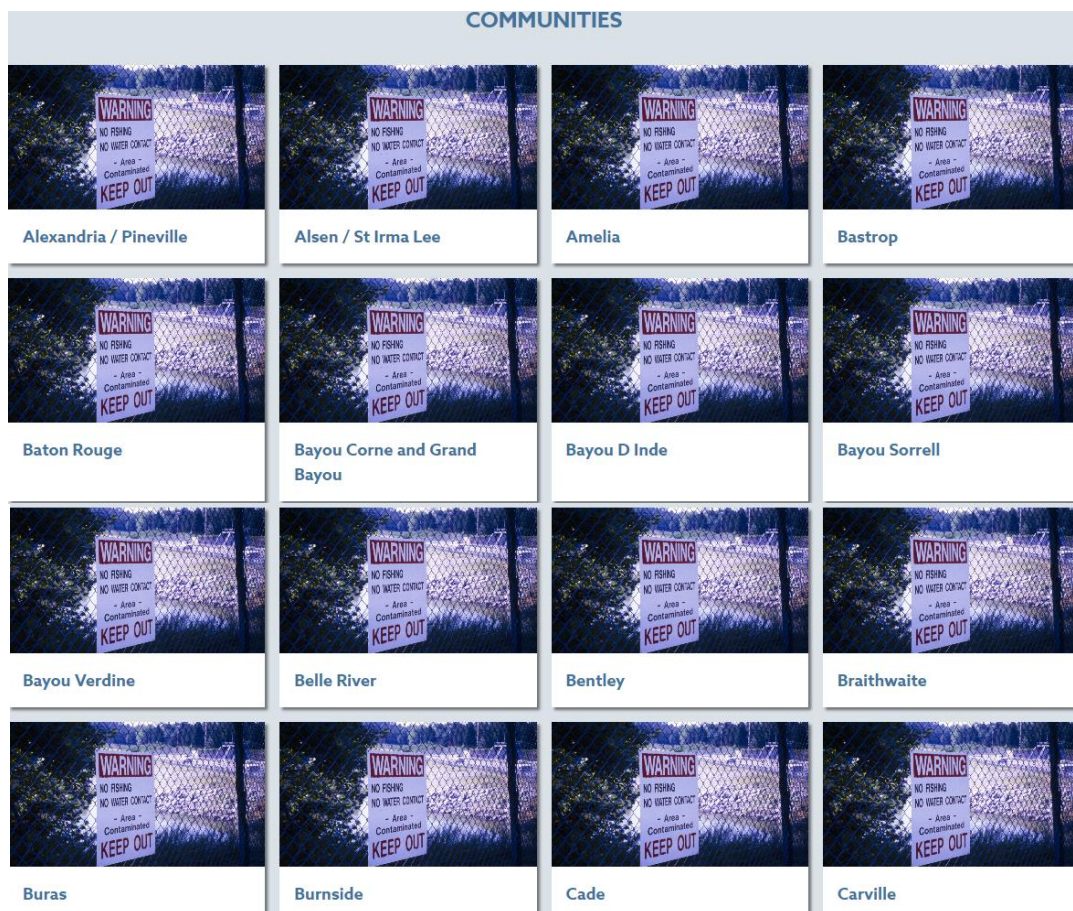 COMMUNITIES
WARNING
NO FISHING
NO WATER CONTACT
- Area -
Contaminated
KEEP OUT
Alexandria / Pineville
WARNING
NO FISHING
NO WATER CONTACT
- Area -
Contaminated
KEEP OUT
Alsen / St Irma Lee
WARNING
NO FISHING
NO WATER CONTACT
- Area -
Contaminated
KEEP OUT
Amelia
WARNING
NO FISHING
NO WATER CONTACT
- Area -
Contaminated
KEEP OUT
Bastrop
WARNING
NO FISHING
NO WATER CONTACT
- Area -
Contaminated
KEEP OUT
Baton Rouge
WARNING
NO FISHING
NO WATER CONTACT
- Area -
Contaminated
KEEP OUT
Bayou Corne and Grand
Bayou
WARNING
NO FISHING
NO WATER CONTACT
- Area -
Contaminated
KEEP OUT
Bayou D Inde
WARNING
NO FISHING
NO WATER CONTACT
- Area -
Contaminated
KEEP OUT
Bayou Sorrell
WARNING
NO FISHING
NO WATER CONTACT
- Area -
Contaminated
KEEP OUT
Bayou Verdine
WARNING
NO FISHING
NO WATER CONTACT
- Area -
Contaminated
KEEP OUT
Belle River
WARNING
NO FISHING
NO WATER CONTACT
- Area -
Contaminated
KEEP OUT
Bentley
WARNING
NO FISHING
NO WATER CONTACT
- Area -
Contaminated
KEEP OUT
Braithwaite
WARNING
NO FISHING
NO WATER CONTACT
- Area -
Contaminated
KEEP OUT
Buras
WARNING
NO FISHING
NO WATER CONTACT
- Area -
Contaminated
KEEP OUT
Burnside
WARNING
NO FISHING
NO WATER CONTACT
- Area -
Contaminated
KEEP OUT
Cade
WARNING
NO FISHING
NO WATER CONTACT
- Area -
Contaminated
KEEP OUT
Carville